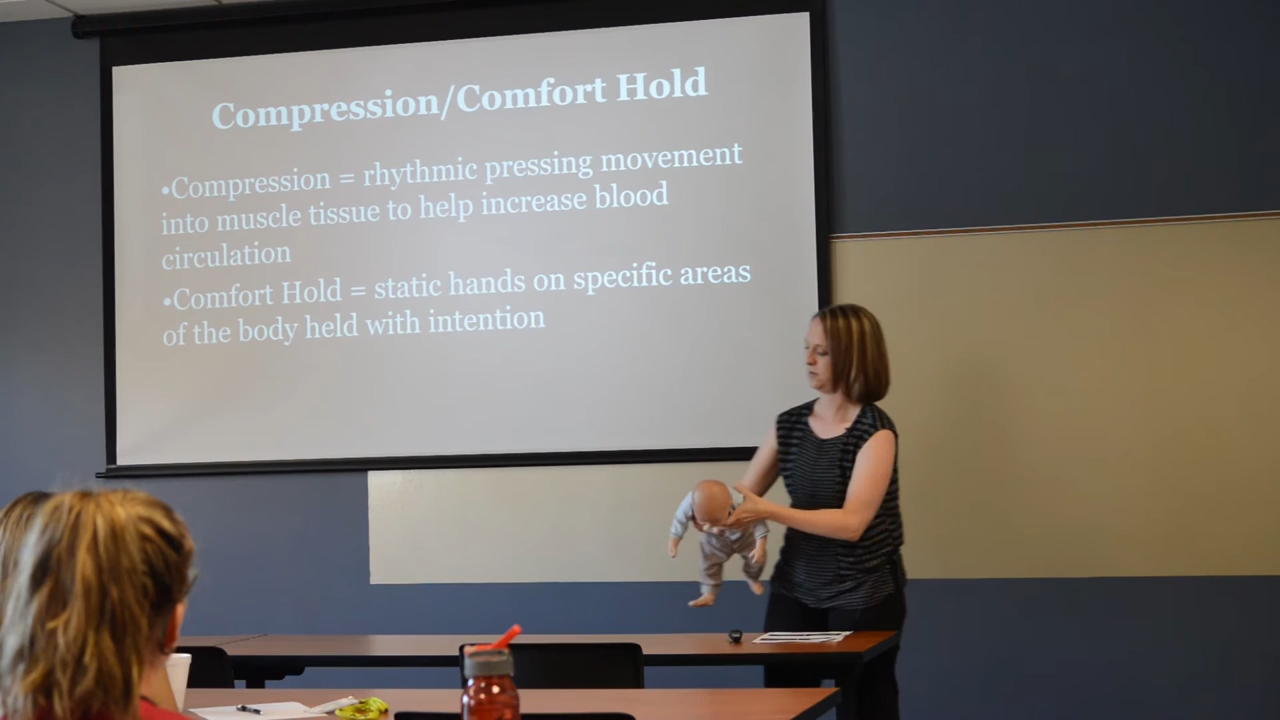 Compression/Comfort Hold
•Compression = rhythmic pressing movement
into muscle tissue to help increase blood
circulation
•Comfort Hold = static hands on specific areas
of the body held with intention